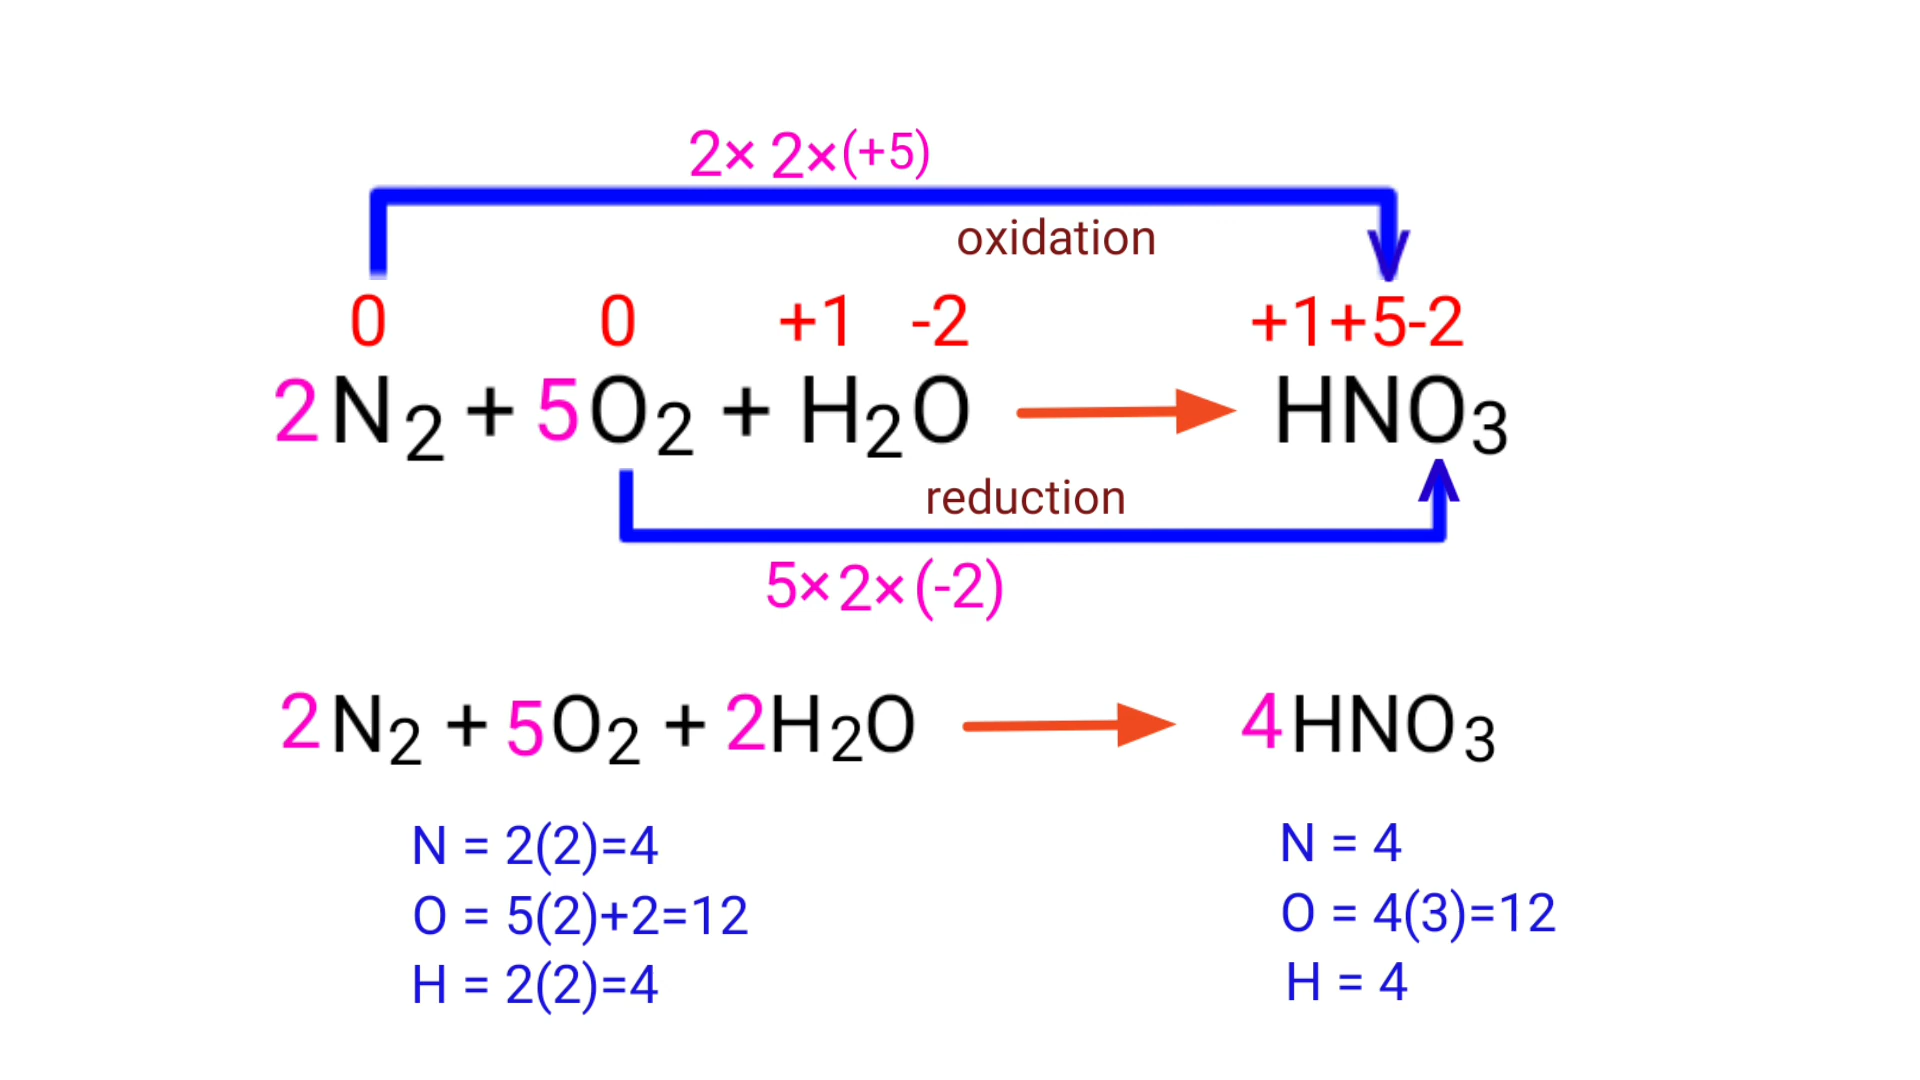 2× 2×(+5)
oxidation
0 0 +1 -2 +1+5-2
2N2 + 5O2 + H2O HNO3
reduction
5×2×(-2)
2N2 + 5O2 + 2H2O 4HNO3
N = 2(2)=4 N = 4
O = 5(2)+2=12 O = 4(3)=12
H = 2(2)=4 H = 4